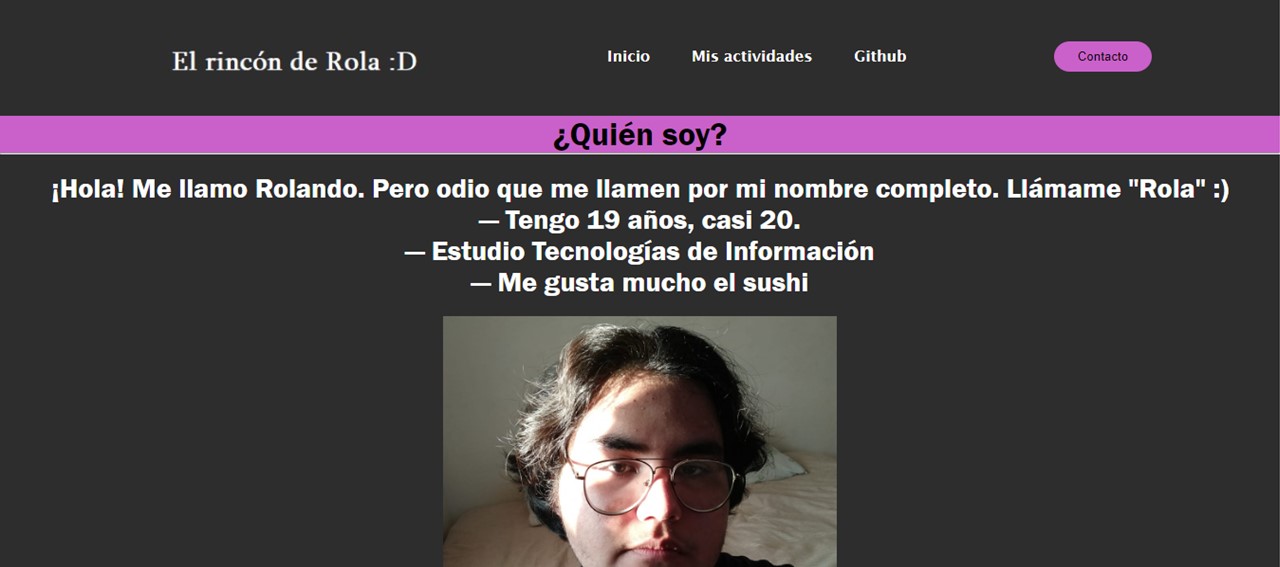 El rincón de Rola :D
Inicio
Mis actividades
Github
Contacto
¿Quién soy?
¡Hola! Me llamo Rolando. Pero odio que me llamen por mi nombre completo. Llámame "Rola" :)
— Tengo 19 años, casi 20.
— Estudio Tecnologías de Información
— Me gusta mucho el sushi